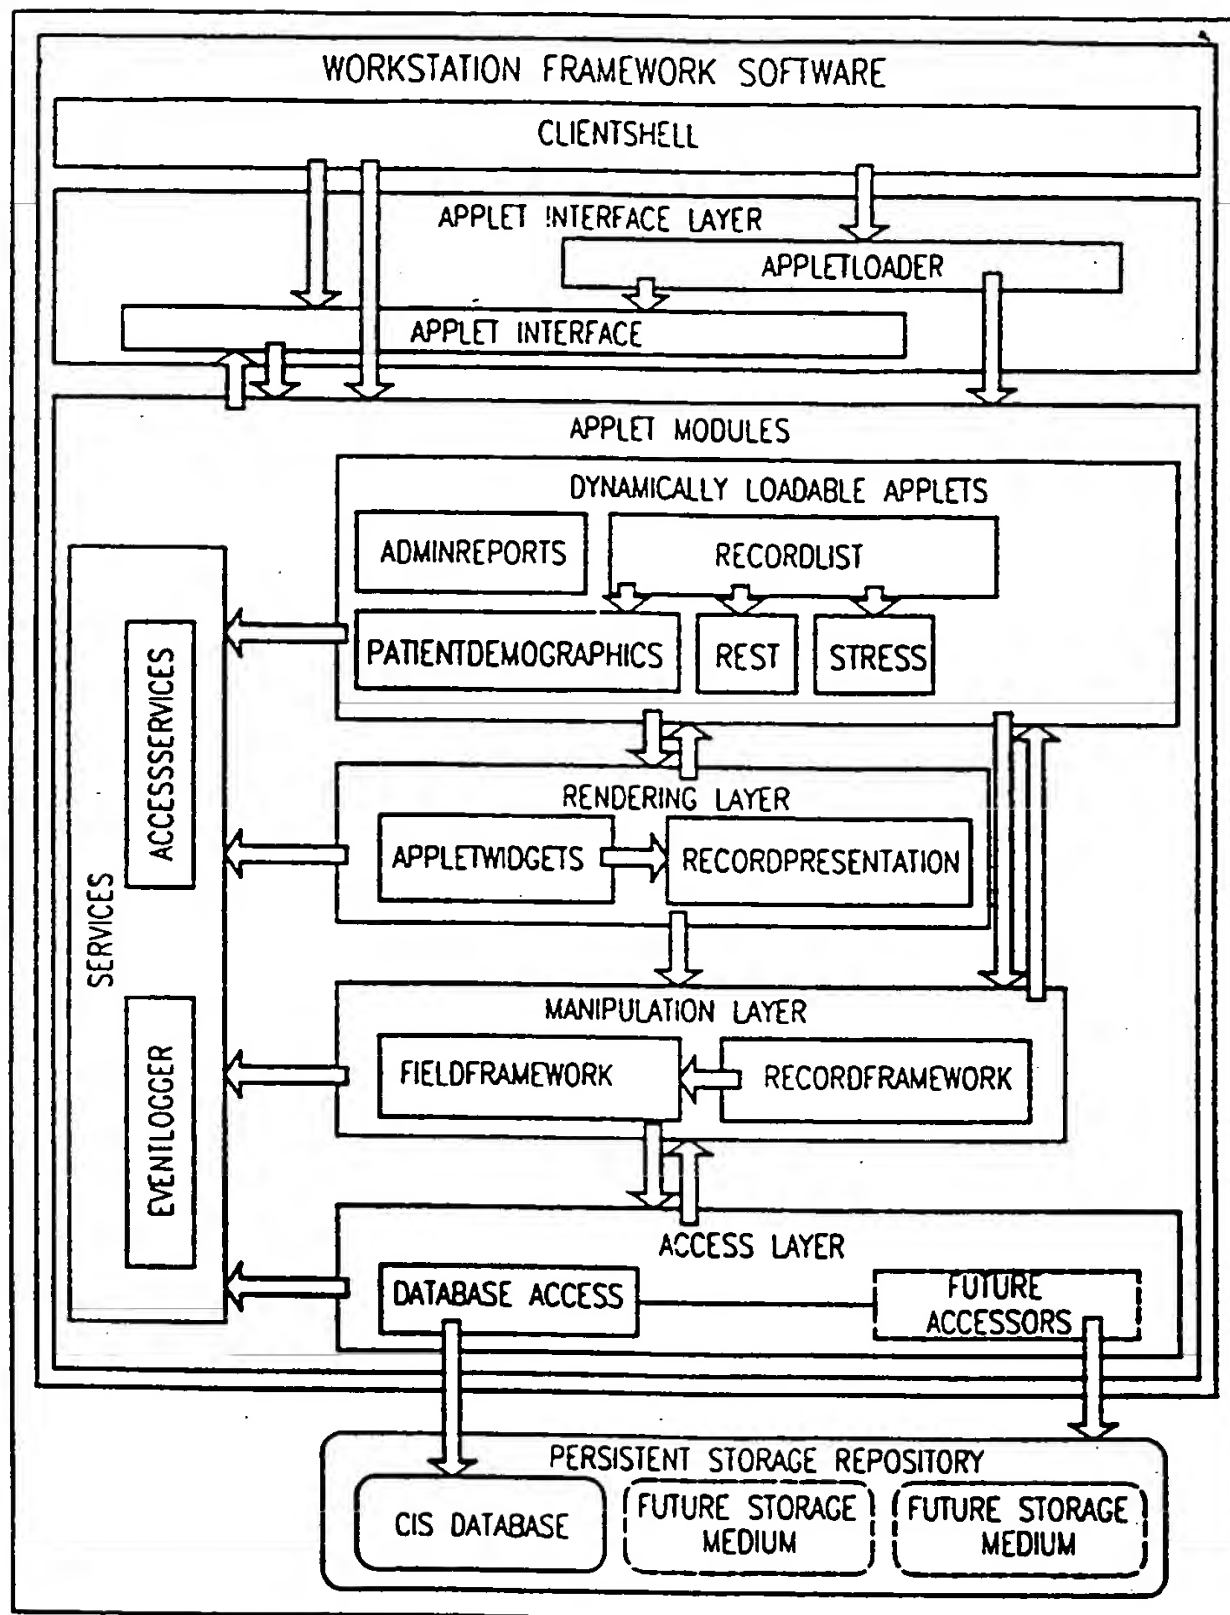 WORKSTATION FRAMEWORK SOFTWARE
CLIENTSHELL
APPLET INTERFACE LAYER
APPLETLOADER
APPLET INTERFACE
APPLET MODULES
DYNAMICALLY LOADABLE APPLETS
ADMINREPORTS
RECORDLIST
PATIENTDEMOGRAPHICS
REST
STRESS
SERVICES
ACCESSSERVICES
EVENTLOGGER
RENDERING LAYER
APPLETWIDGETS
RECORDPRESENTATION
MANIPULATION LAYER
FIELDFRAMEWORK
RECORDFRAMEWORK
ACCESS LAYER
DATABASE ACCESS
FUTURE
ACCESSORS
PERSISTENT STORAGE REPOSITORY
CIS DATABASE
FUTURE STORAGE
MEDIUM
FUTURE STORAGE
MEDIUM